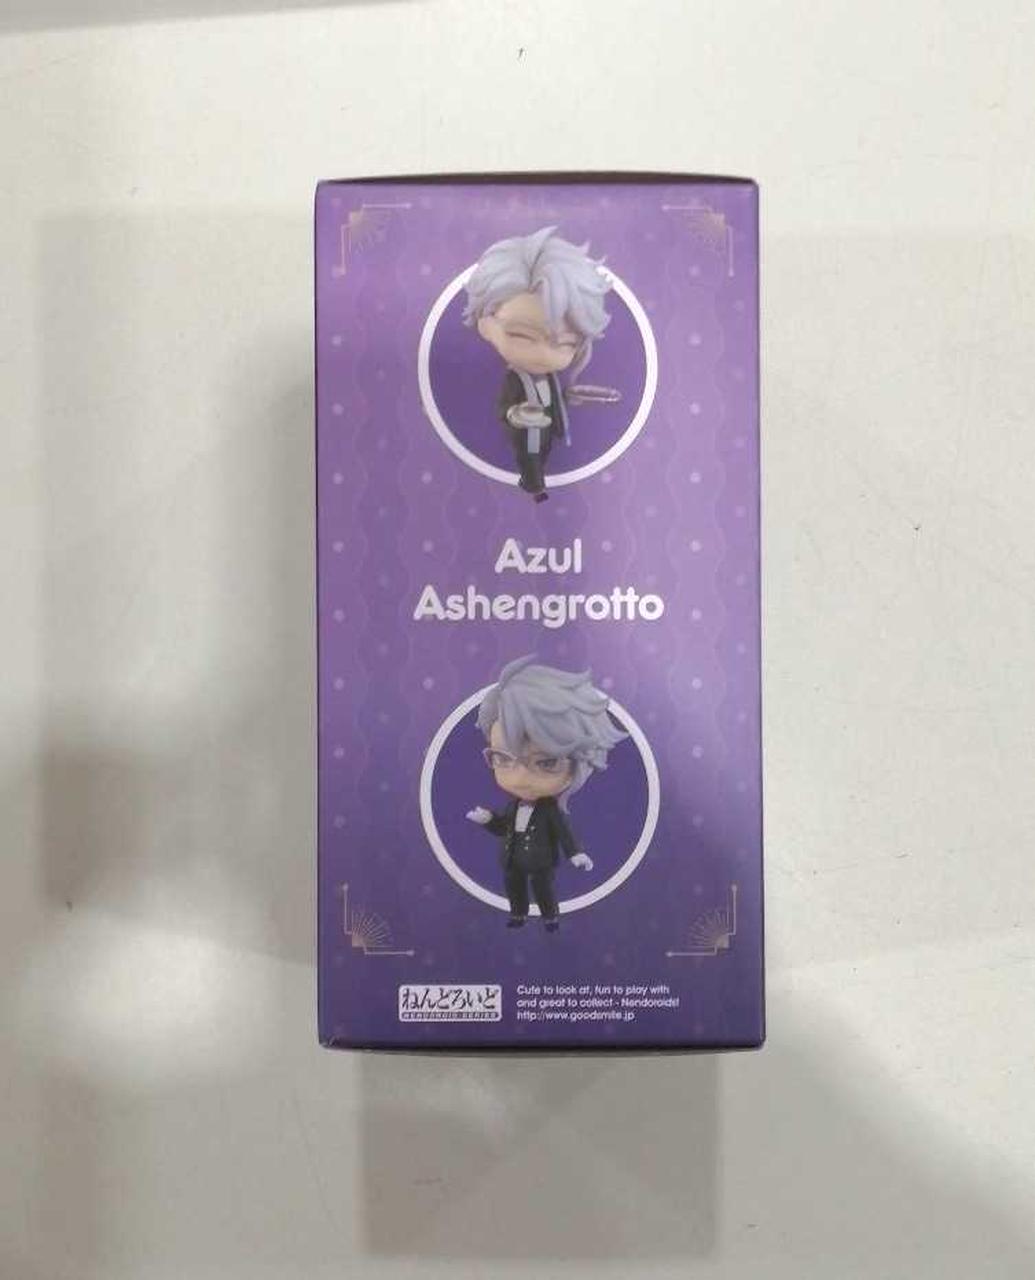 Azul
Ashengrotto
ねんどろいど
NENDOROID SERIES
Cute to look at, fun to play with
and great to collect - Nendoroids!
http://www.goodsmile.jp